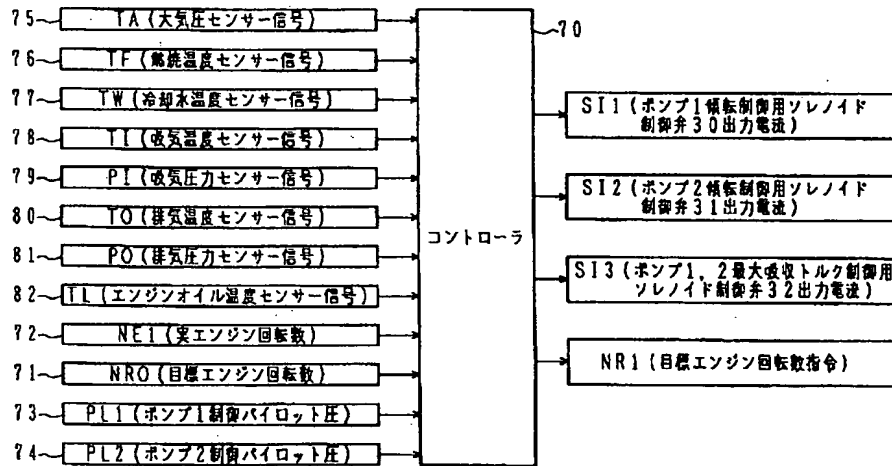 75 TA(大気圧センサー信号)
76 TF(燃焼温度センサー信号)
77 TW(冷却水温度センサー信号)
78 TI(吸気温度センサー信号)
79 PI(吸気圧力センサー信号)
80 TO(排気温度センサー信号)
81 PO(排気圧力センサー信号)
82 TL(エンジンオイル温度センサー信号)
72 NE1(実エンジン回転数)
71 NRO(目標エンジン回転数)
73 PL1(ポンプ1制御パイロット圧)
74 PL2(ポンプ2制御パイロット圧)
コントローラ
70
SI1(ポンプ1傾転制御用ソレノイド
制御弁30出力電流)
SI2(ポンプ2傾転制御用ソレノイド
制御弁31出力電流)
SI3(ポンプ1,2最大吸収トルク制御用
ソレノイド制御弁32出力電流)
NR1(目標エンジン回転数指令)